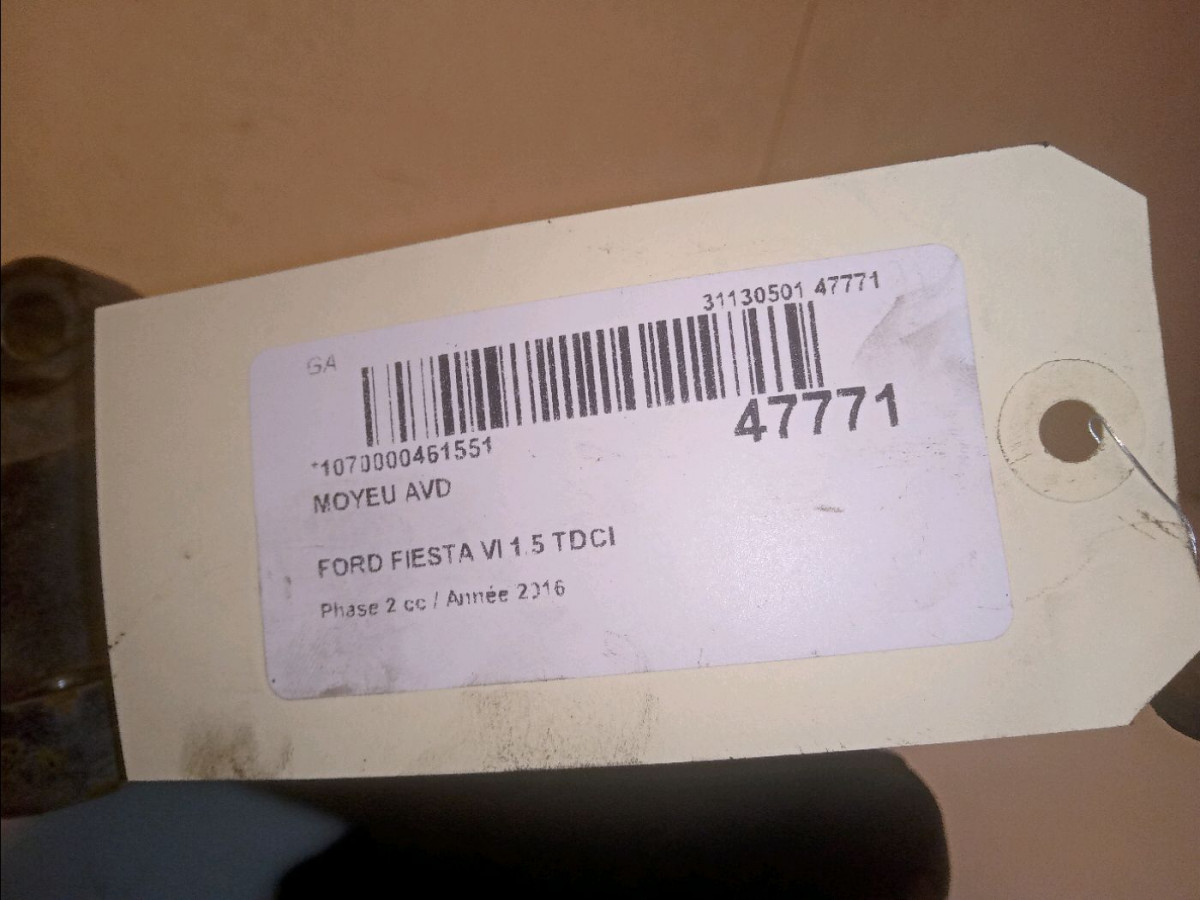 31130501 47771
GA
47771
*1070000461551
MOYEU AVD
FORD FIESTA VI 1.5 TDCI
Phase 2 cc / Année 2016